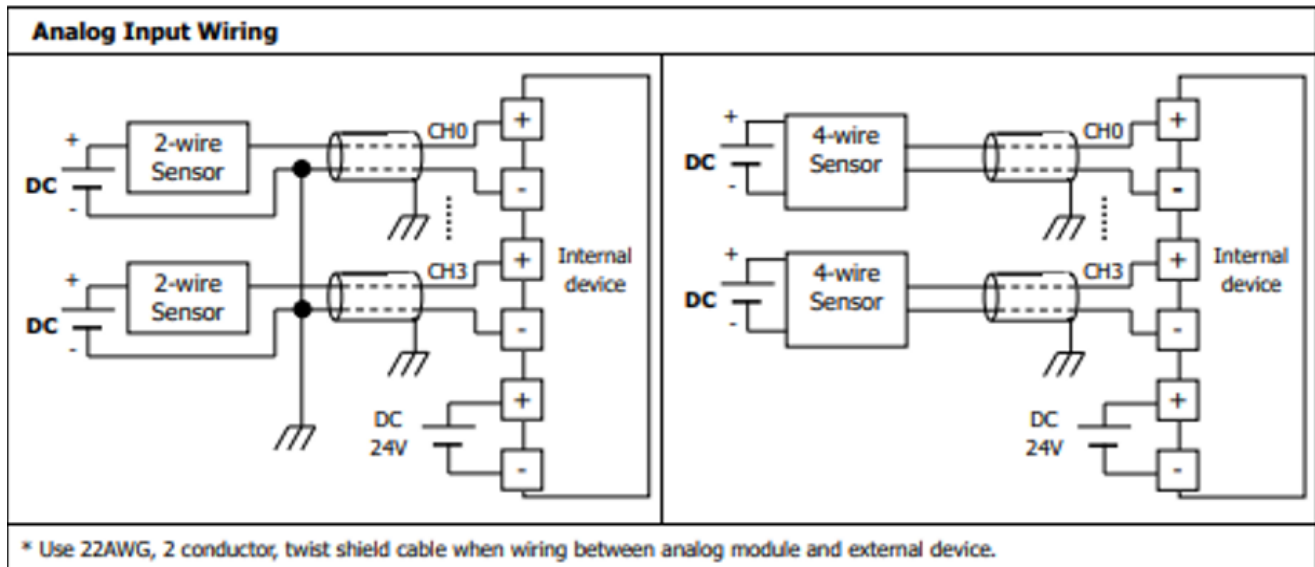 Analog Input Wiring
+
2-wire
Sensor
DC
-
CH0
+
-
+
2-wire
Sensor
DC
-
CH3
+
-
Internal
device
DC
24V
+
-
+
4-wire
Sensor
DC
-
CH0
+
-
+
4-wire
Sensor
DC
-
CH3
+
-
Internal
device
DC
24V
+
-
* Use 22AWG, 2 conductor, twist shield cable when wiring between analog module and external device.